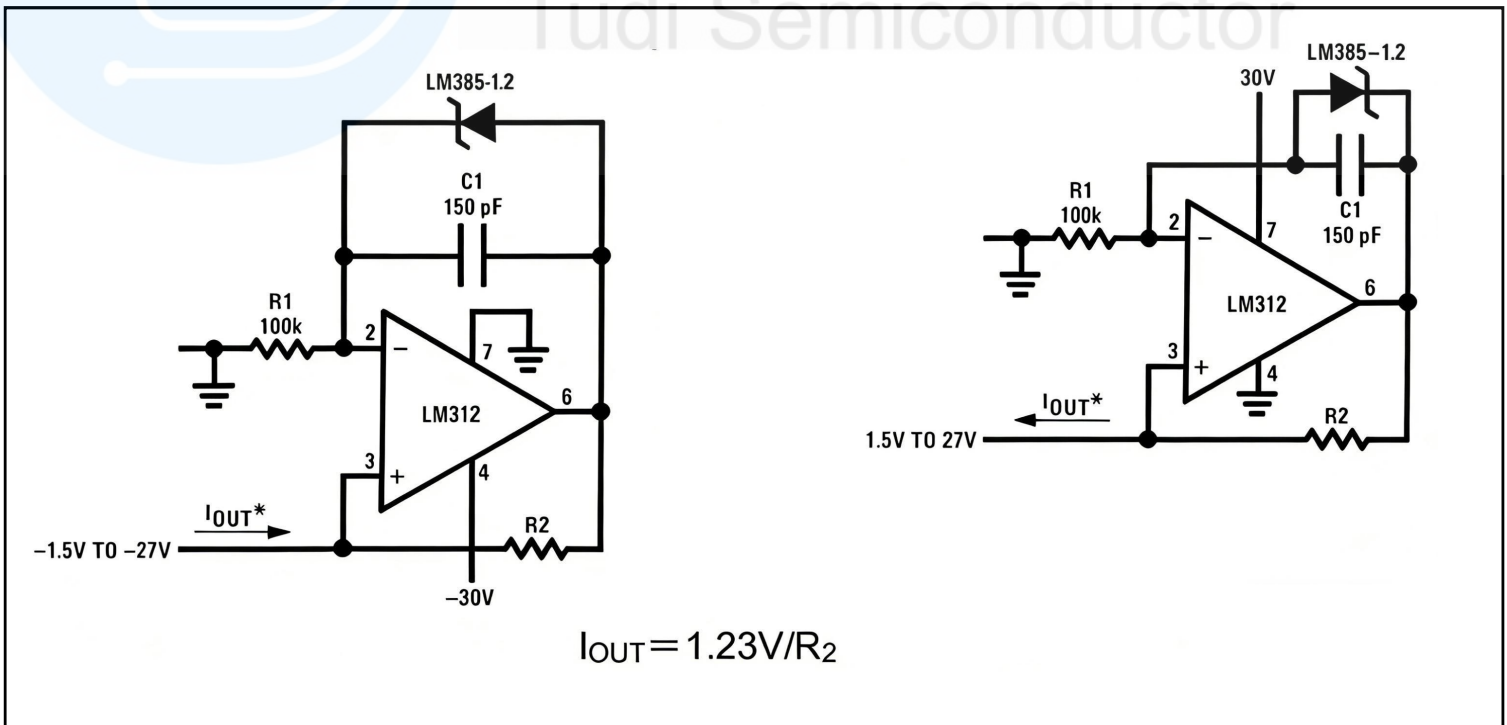 Tudi Semiconductor
LM385-1.2
C1
150 pF
R1
100k
2
−
7
LM312
6
3
+
4
IOUT*
R2
−1.5V TO −27V
−30V
LM385−1.2
30V
R1
100k
C1
150 pF
2
−
7
LM312
6
3
+
4
IOUT*
R2
1.5V TO 27V
IOUT=1.23V/R2